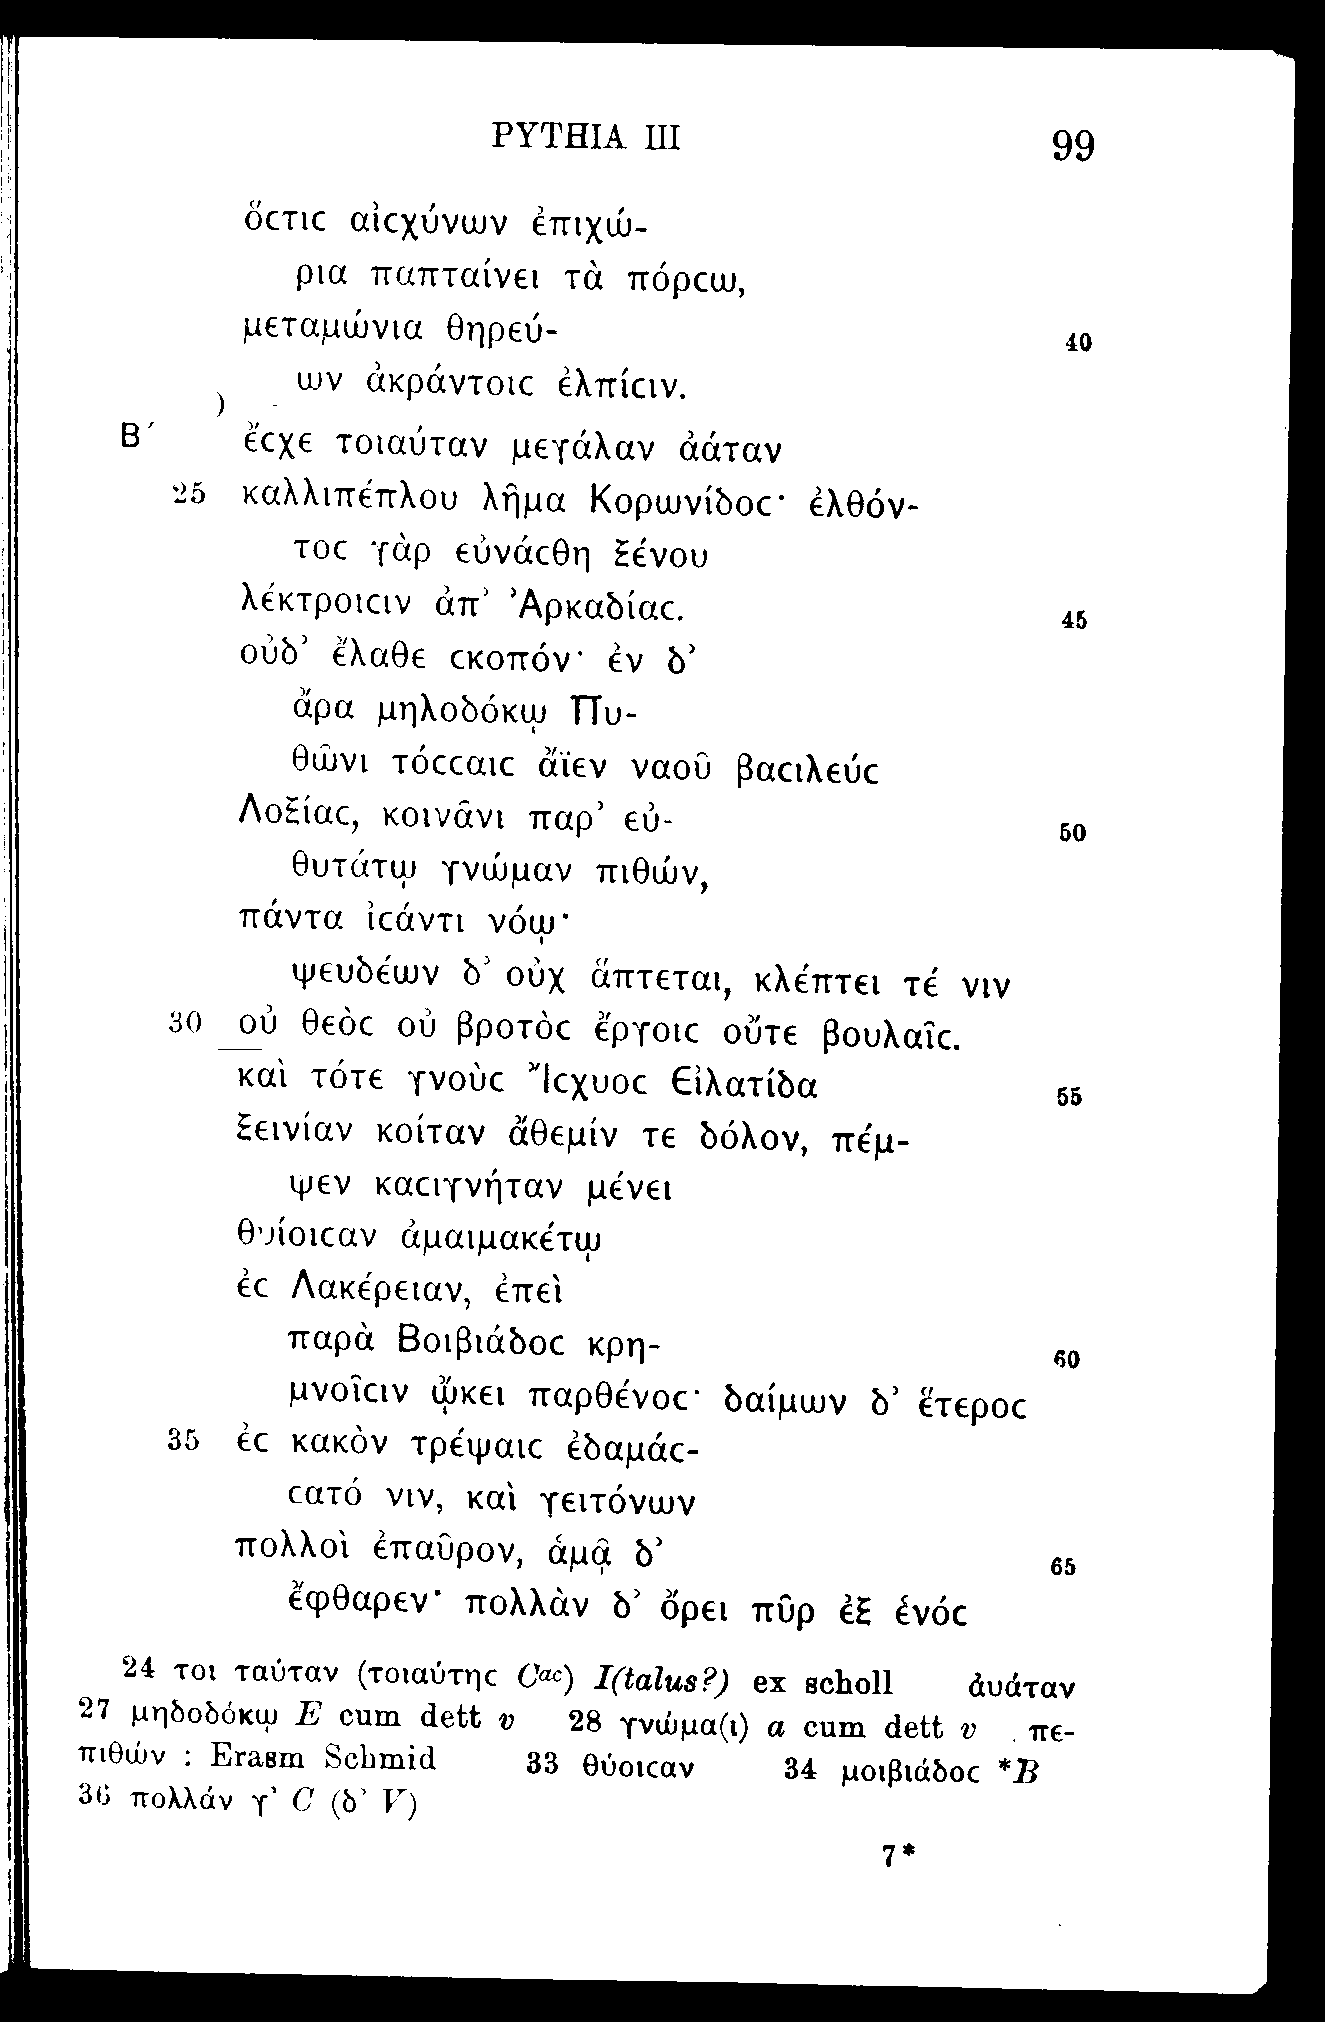 PYTHIA III 99
ὅϲτιϲ αἰϲχύνων ἐπιχώ-
ρια παπταίνει τὰ πόρϲω,
μεταμώνια θηρεύ- 40
ων ἀκράντοιϲ ἐλπίϲιν.
Β′ ἔϲχε τοιαύταν μεγάλαν ἀάταν
25 καλλιπέπλου λῆμα Κορωνίδοϲ· ἐλθόν-
τοϲ γὰρ εὐνάϲθη ξένου
λέκτροιϲιν ἀπ’ Ἀρκαδίαϲ. 45
οὐδ’ ἔλαθε ϲκοπόν· ἐν δ’
ἄρα μηλοδόκῳ Πυ-
θῶνι τόϲϲαιϲ ἄϊεν ναοῦ βαϲιλεύϲ
Λοξίαϲ, κοινᾶνι παρ’ εὐ- 50
θυτάτῳ γνώμαν πιθών,
πάντα ἰϲάντι νόῳ·
ψευδέων δ’ οὐχ ἅπτεται, κλέπτει τέ νιν
30 οὐ θεὸϲ οὐ βροτὸϲ ἔργοιϲ οὔτε βουλαῖϲ.
καὶ τότε γνοὺϲ Ἴϲχυοϲ Εἰλατίδα 55
ξεινίαν κοίταν ἄθεμίν τε δόλον, πέμ-
ψεν καϲιγνήταν μένει
θυίοιϲαν ἀμαιμακέτῳ
ἐϲ Λακέρειαν, ἐπεὶ
παρὰ Βοιβιάδοϲ κρη- 60
μνοῖϲιν ᾤκει παρθένοϲ· δαίμων δ’ ἕτεροϲ
35 ἐϲ κακὸν τρέψαιϲ ἐδαμάϲ-
ϲατό νιν, καὶ γειτόνων
πολλοὶ ἐπαῦρον, ἁμᾷ δ’ 65
ἔφθαρεν· πολλὰν δ’ ὄρει πῦρ ἐξ ἑνόϲ
24 τοι ταύταν (τοιαύτηϲ Cac) I(talus?) ex scholl ἀυάταν
27 μηδοδόκῳ E cum dett v 28 γνώμα(ι) a cum dett v . πε-
πιθών : Erasm Schmid 33 θύοιϲαν 34 μοιβιάδοϲ *B
36 πολλάν γ’ C (δ’ V)
7*